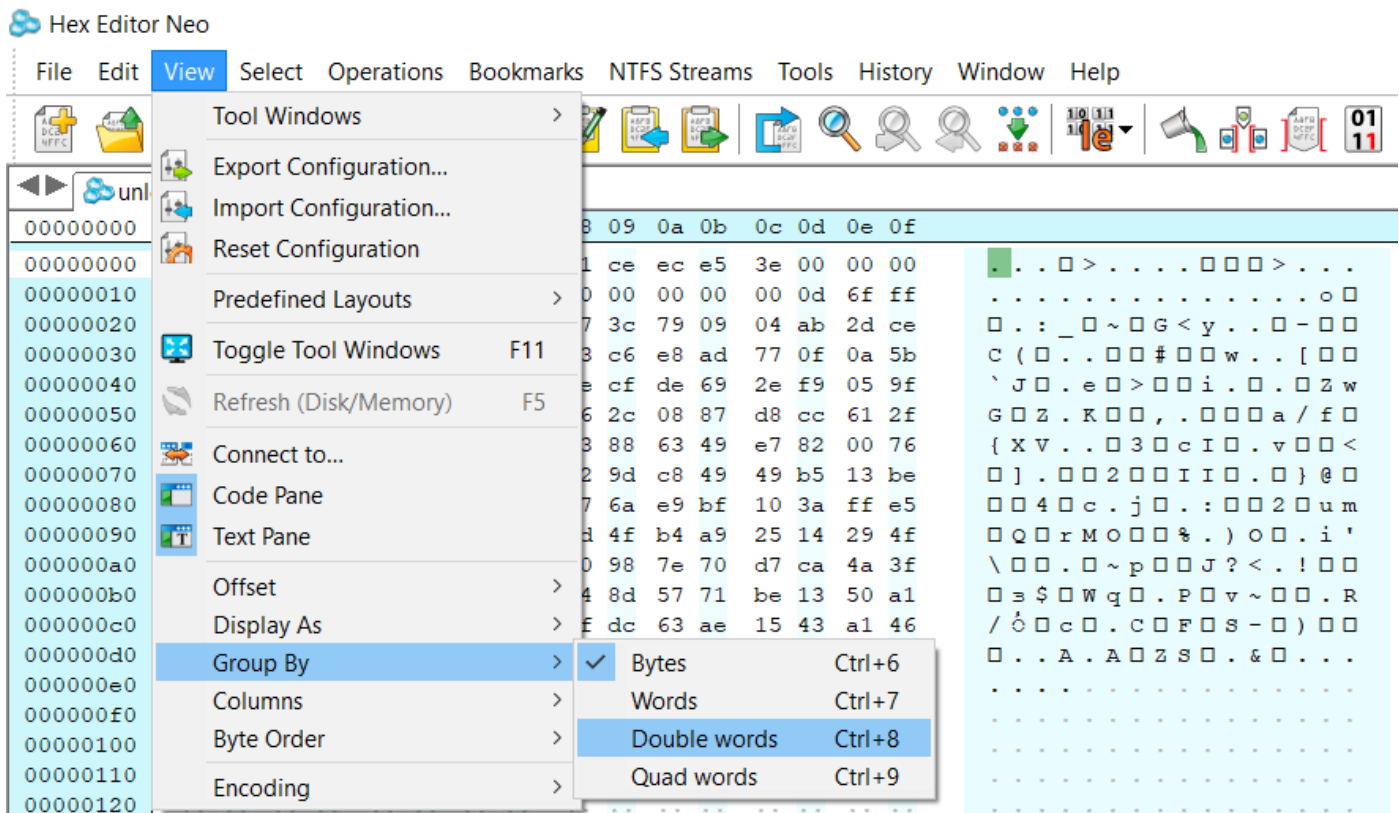 Hex Editor Neo
File Edit View Select Operations Bookmarks NTFS Streams Tools History Window Help
Tool Windows
Export Configuration...
Import Configuration...
Reset Configuration
Predefined Layouts
Toggle Tool Windows F11
Refresh (Disk/Memory) F5
Connect to...
Code Pane
Text Pane
Offset
Display As
Group By
Columns
Byte Order
Encoding
Bytes Ctrl+6
Words Ctrl+7
Double words Ctrl+8
Quad words Ctrl+9
00000000 09 0a 0b 0c 0d 0e 0f
00000000 ce ec e5 3e 00 00 00 . . . □ > . . . . □ □ □ > . . .
00000010 00 00 00 00 0d 6f ff . . . . . . . . . . . . . . o □
00000020 3c 79 09 04 ab 2d ce □ . : _ □ ~ □ G < y . . □ - □ □
00000030 c6 e8 ad 77 0f 0a 5b C ( □ . . □ □ # □ □ w . . [ □ □
00000040 cf de 69 2e f9 05 9f ` J □ . e □ > □ □ i . □ . □ Z w
00000050 2c 08 87 d8 cc 61 2f G □ Z . K □ □ , . □ □ □ a / f □
00000060 88 63 49 e7 82 00 76 { X V . . □ 3 □ c I □ . v □ □ <
00000070 9d c8 49 49 b5 13 be □ ] . □ □ 2 □ □ I I □ . □ } @ □
00000080 6a e9 bf 10 3a ff e5 □ □ 4 □ c . j □ . : □ □ 2 □ u m
00000090 4f b4 a9 25 14 29 4f □ Q □ r M O □ □ % . ) O □ . i '
000000a0 98 7e 70 d7 ca 4a 3f \ □ □ . □ ~ p □ □ J ? < . ! □ □
000000b0 8d 57 71 be 13 50 a1 □ з $ □ W q □ . P □ v ~ □ □ . R
000000c0 dc 63 ae 15 43 a1 46 / □ c □ . C □ F □ S - □ ) □ □
000000d0 □ . . A . A □ Z S □ . & □ . . .
000000e0
000000f0
00000100
00000110
00000120